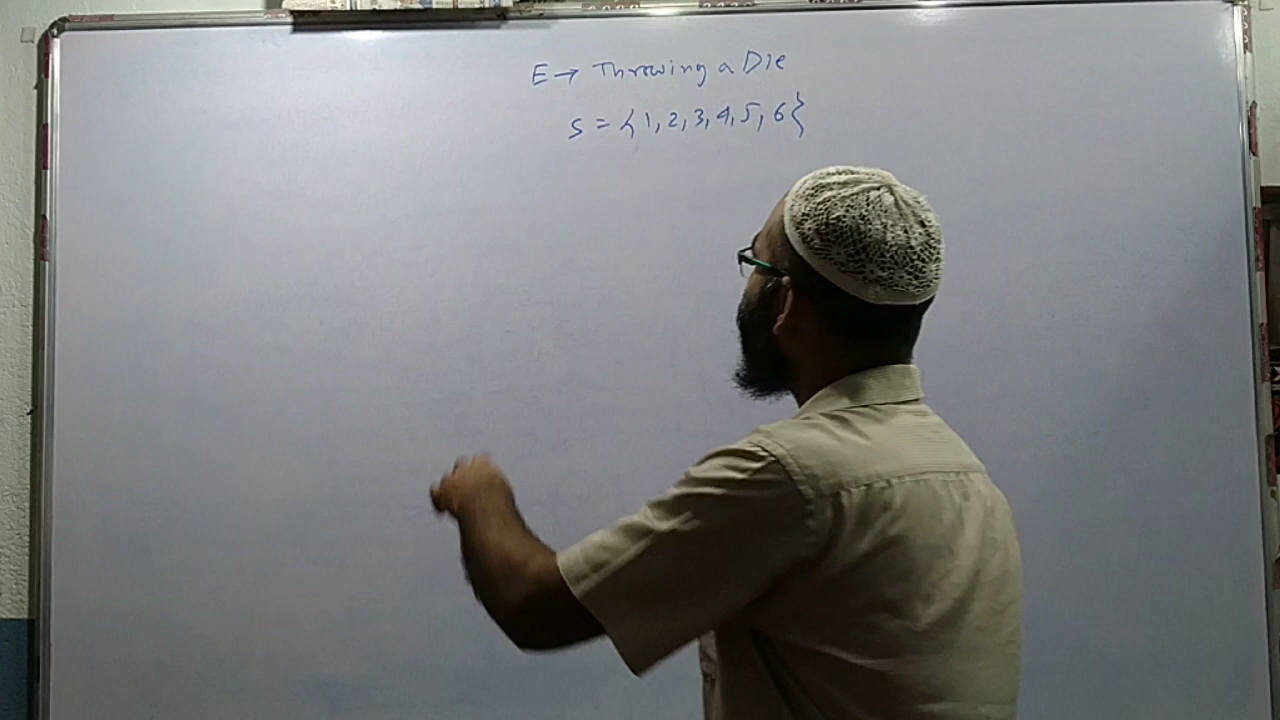 E→ Throwing a Die
S = {1, 2, 3, 4, 5, 6}